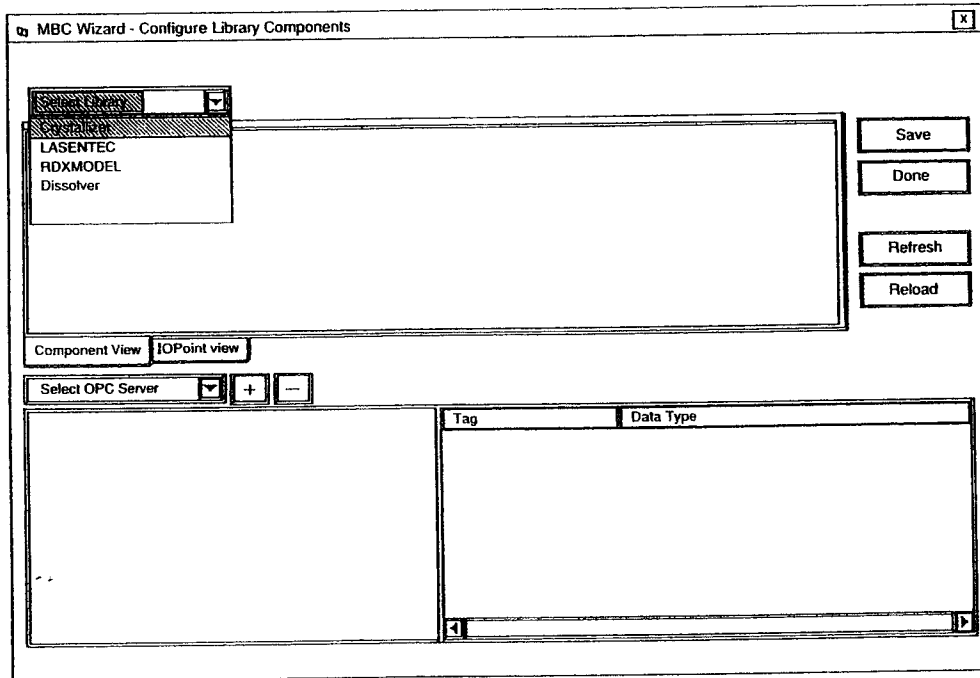 MBC Wizard - Configure Library Components
x
Select Library
Crystallizer
LASENTEC
RDXMODEL
Dissolver
Save
Done
Refresh
Reload
Component View
IOPoint view
Select OPC Server
+
-
Tag
Data Type